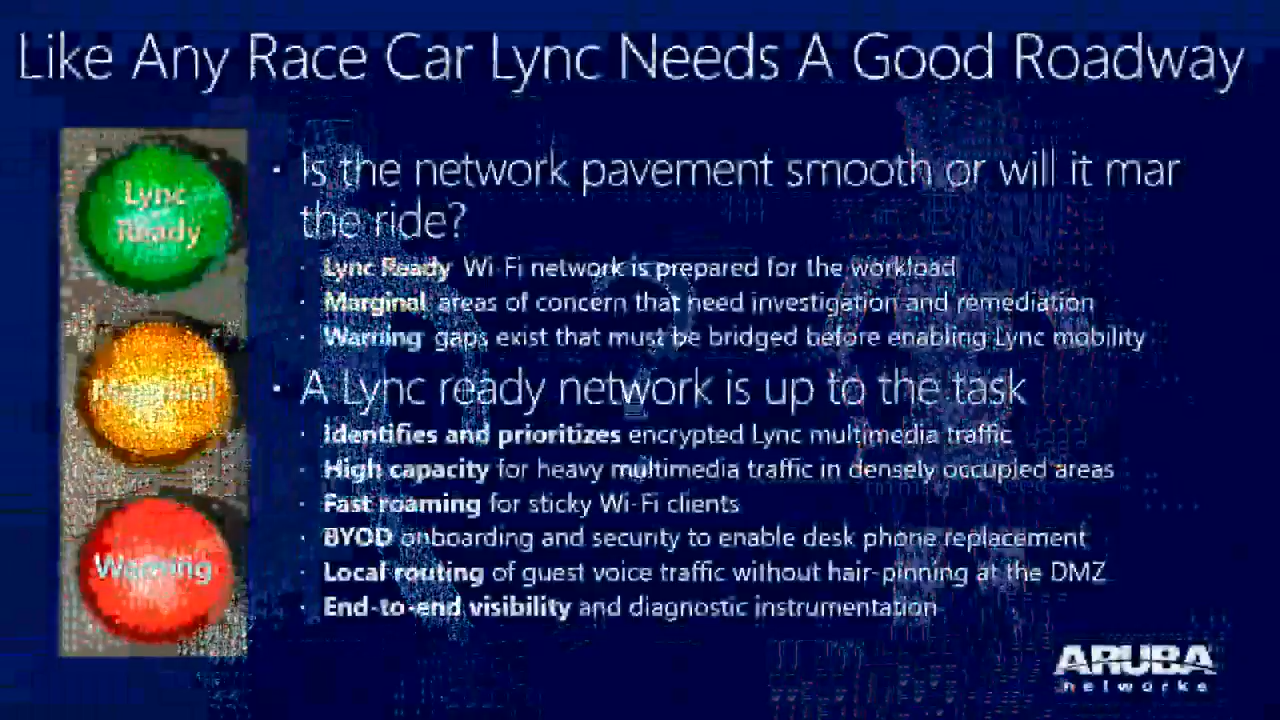 Like Any Race Car Lync Needs A Good Roadway
Lync
Ready
Marginal
Warning
· Is the network pavement smooth or will it mar
the ride?
· Lync Ready Wi-Fi network is prepared for the workload
· Marginal areas of concern that need investigation and remediation
· Warning gaps exist that must be bridged before enabling Lync mobility
· A Lync ready network is up to the task
· Identifies and prioritizes encrypted Lync multimedia traffic
· High capacity for heavy multimedia traffic in densely occupied areas
· Fast roaming for sticky Wi-Fi clients
· BYOD onboarding and security to enable desk phone replacement
· Local routing of guest voice traffic without hair-pinning at the DMZ
· End-to-end visibility and diagnostic instrumentation
ARUBA
networks